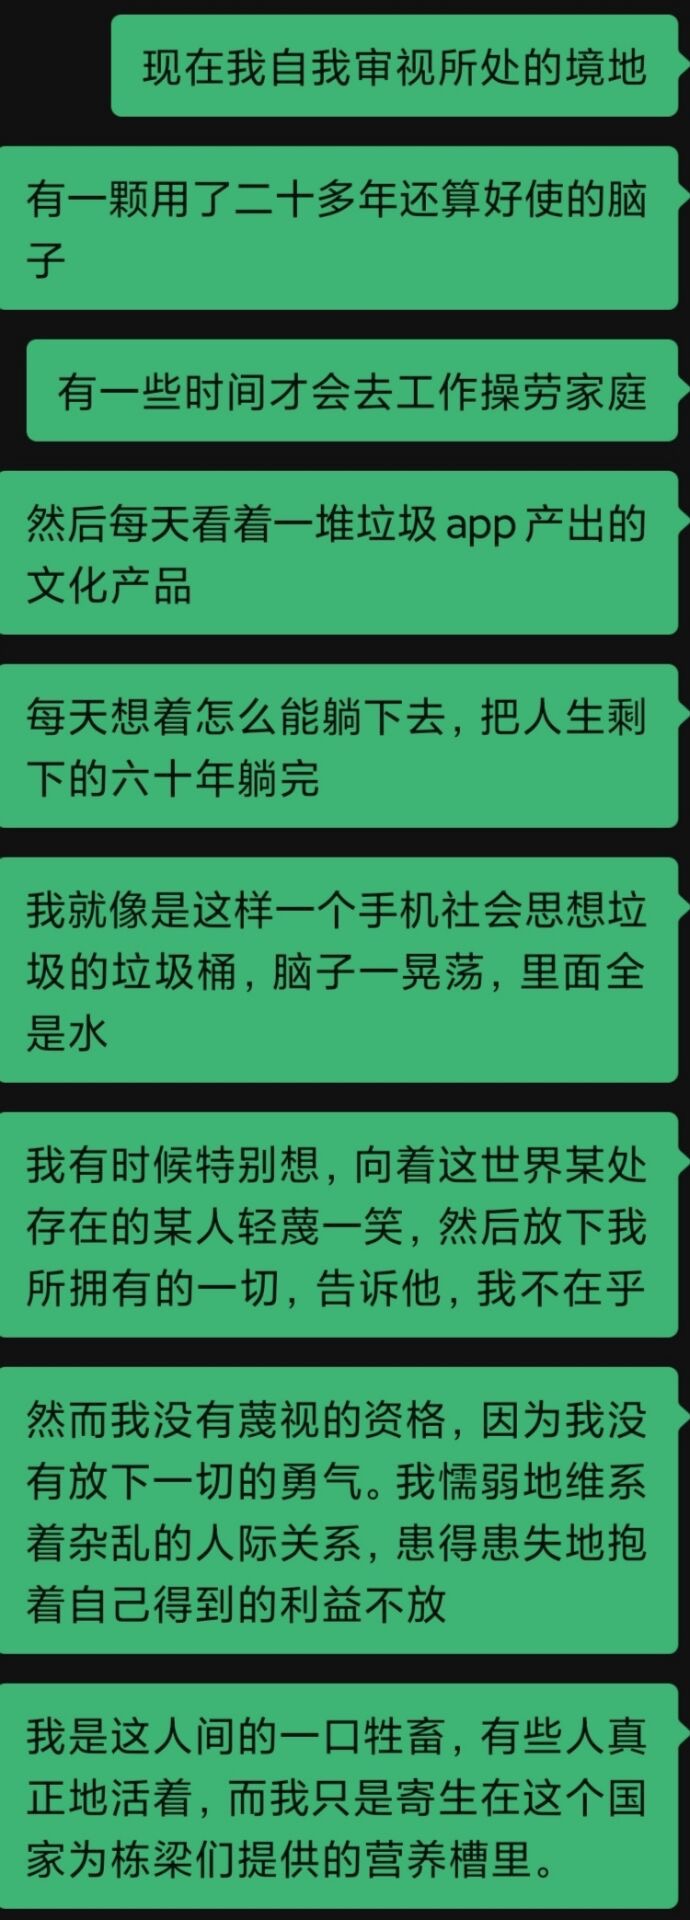 现在我自我审视所处的境地
有一颗用了二十多年还算好使的脑
子
有一些时间才会去工作操劳家庭
然后每天看着一堆垃圾app产出的
文化产品
每天想着怎么能躺下去，把人生剩
下的六十年躺完
我就像是这样一个手机社会思想垃
圾的垃圾桶，脑子一晃荡，里面全
是水
我有时候特别想，向着这世界某处
存在的某人轻蔑一笑，然后放下我
所拥有的一切，告诉他，我不在乎
然而我没有蔑视的资格，因为我没
有放下一切的勇气。我懦弱地维系
着杂乱的人际关系，患得患失地抱
着自己得到的利益不放
我是这人间的一口牲畜，有些人真
正地活着，而我只是寄生在这个国
家为栋梁们提供的营养槽里。